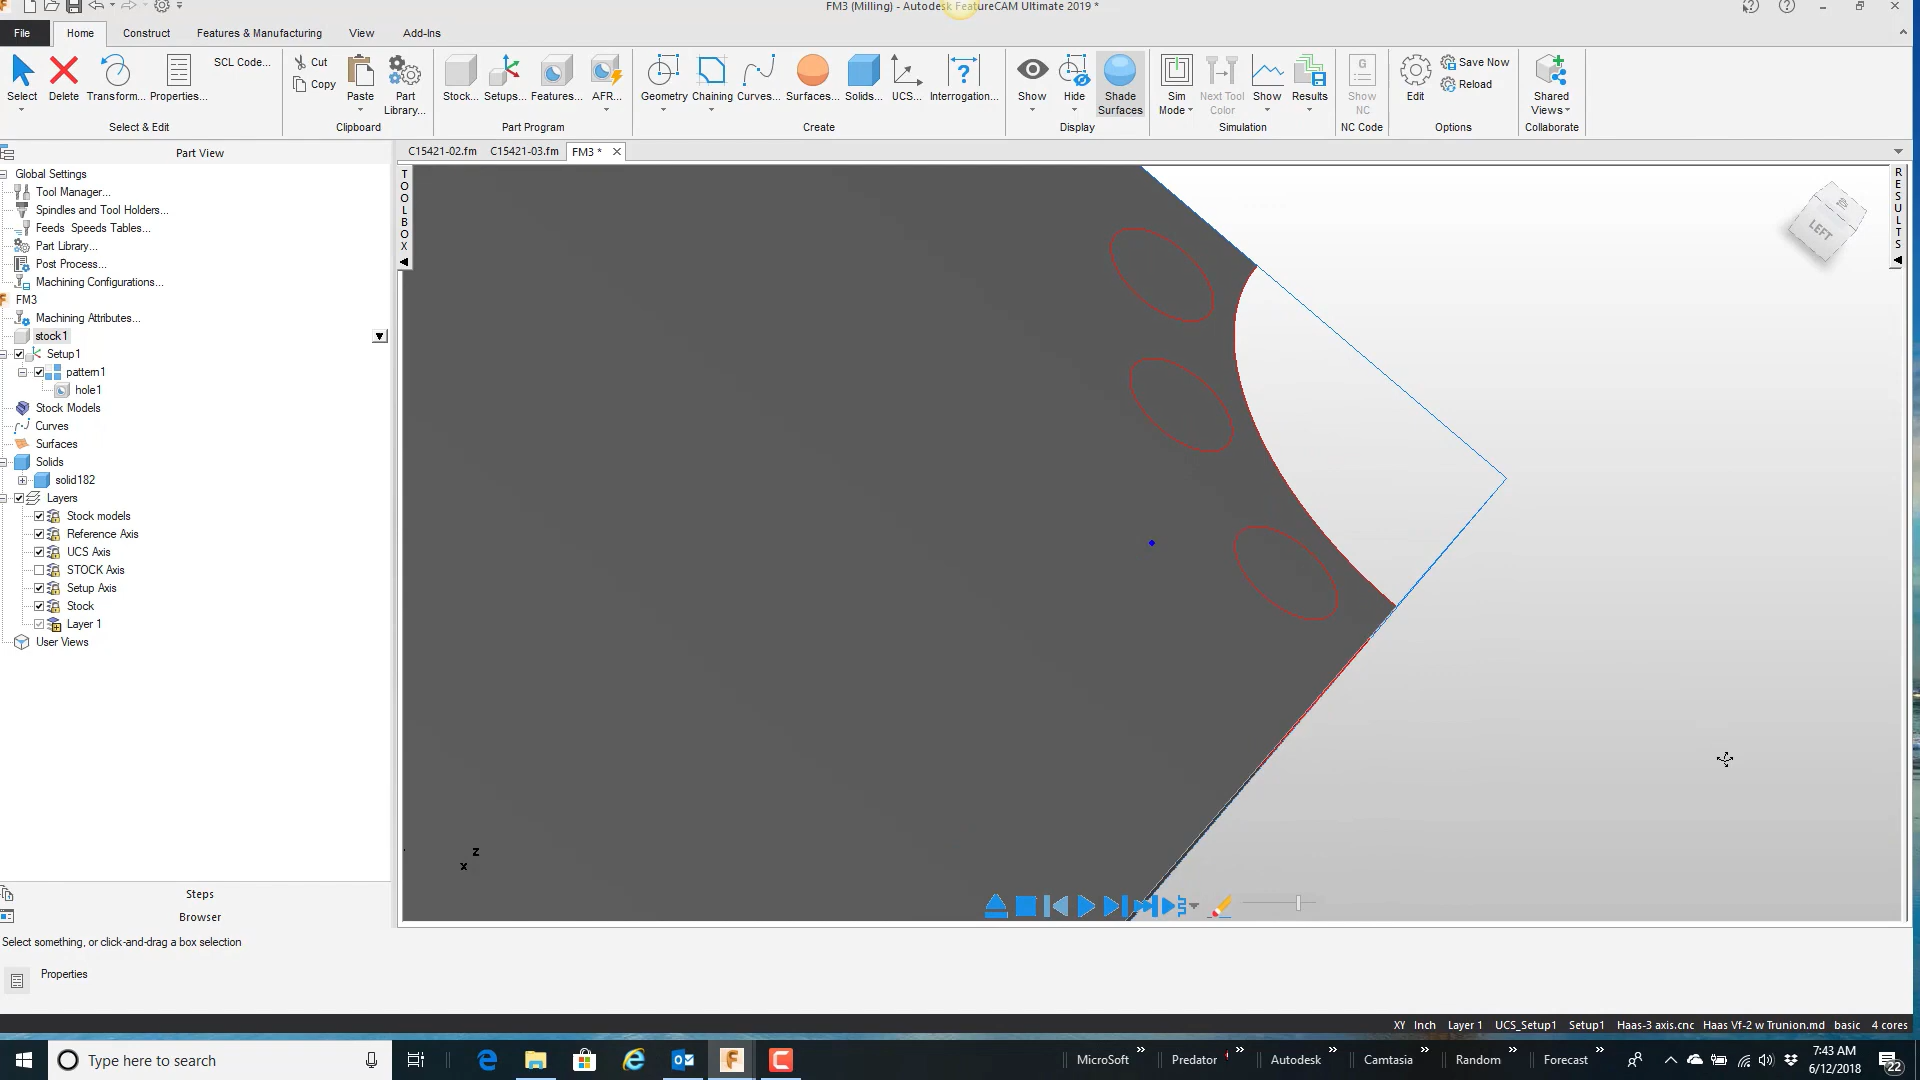 FM3 (Milling) - Autodesk FeatureCAM Ultimate 2019 *
File Home Construct Features & Manufacturing View Add-Ins
Select Delete Transform... Properties... SCL Code...
Cut
Copy
Paste Part Library...
Stock... Setups... Features... AFR...
Geometry Chaining Curves... Surfaces... Solids... UCS... Interrogation...
Show Hide Shade Surfaces
Sim Mode Next Tool Color Show Results
Show NC
Edit Save Now
Reload
Shared Views
Select & Edit Clipboard Part Program Create Display Simulation NC Code Options Collaborate
Part View C15421-02.fm C15421-03.fm FM3 *
TOOLBOX
RESULTS
Global Settings
Tool Manager...
Spindles and Tool Holders...
Feeds Speeds Tables...
Part Library...
Post Process...
Machining Configurations...
FM3
Machining Attributes...
stock1
Setup1
pattern1
hole1
Stock Models
Curves
Surfaces
Solids
solid182
Layers
Stock models
Reference Axis
UCS Axis
STOCK Axis
Setup Axis
Stock
Layer 1
User Views
LEFT
Z
X
Steps
Browser
Select something, or click-and-drag a box selection
Properties
XY Inch Layer 1 UCS_Setup1 Setup1 Haas-3 axis.cnc Haas Vf-2 w Trunion.md basic 4 cores
Type here to search
MicroSoft » Predator » Autodesk » Camtasia » Random » Forecast »
7:43 AM
6/12/2018
22